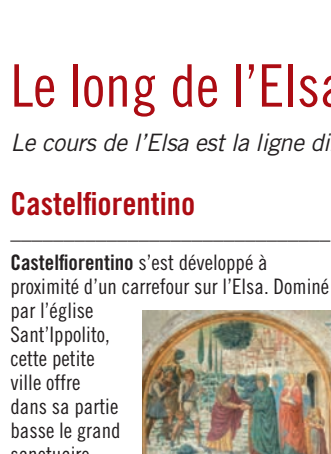 Le long de l'Elsa
Le cours de l'Elsa est la ligne di
Castelfiorentino
Castelfiorentino s'est développé à
proximité d'un carrefour sur l'Elsa. Dominé
par l'église
Sant'Ippolito,
cette petite
ville offre
dans sa partie
basse le grand
sanctuaire